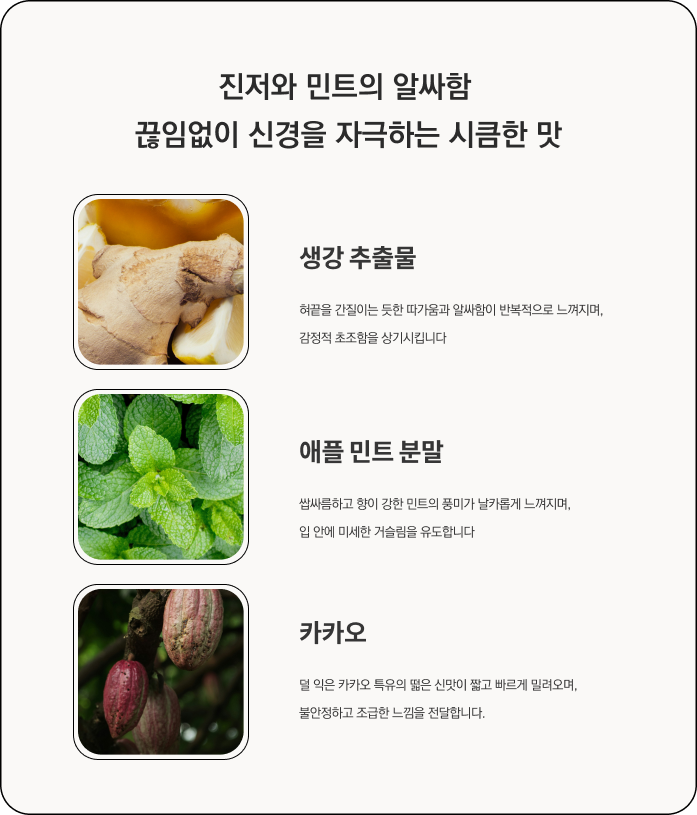 진저와 민트의 알싸함
끊임없이 신경을 자극하는 시큼한 맛
생강 추출물
혀끝을 간질이는 듯한 따가움과 알싸함이 반복적으로 느껴지며,
감정적 초조함을 상기시킵니다
애플 민트 분말
쌉싸름하고 향이 강한 민트의 풍미가 날카롭게 느껴지며,
입 안에 미세한 거슬림을 유도합니다
카카오
덜 익은 카카오 특유의 떫은 신맛이 짧고 빠르게 밀려오며,
불안정하고 조급한 느낌을 전달합니다.